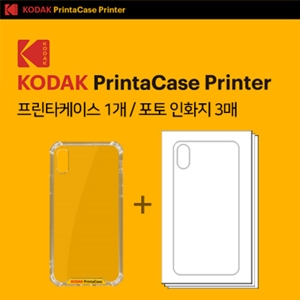 KODAK PrintaCase Printer
KODAK PrintaCase Printer
프린타케이스 1개 / 포토 인화지 3매
+
KODAK PrintaCase